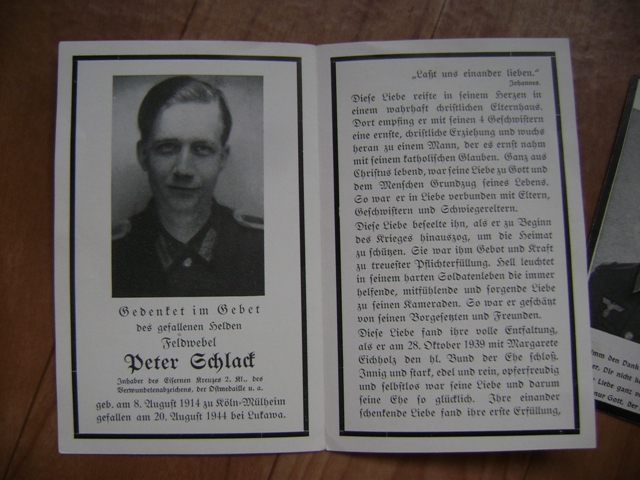 Gedenket im Gebet
des gefallenen Helden
Feldwebel
Peter Schlack
Inhaber des Eisernen Kreuzes 2. Kl., des
Verwundetenabzeichens, der Ostmedaille u. a.
geb. am 8. August 1914 zu Köln-Mülheim
gefallen am 20. August 1944 bei Lukawa.
„Laßt uns einander lieben.“
Johannes.
Diese Liebe reifte in seinem Herzen in
einem wahrhaft christlichen Elternhaus.
Dort empfing er mit seinen 4 Geschwistern
eine ernste, christliche Erziehung und wuchs
heran zu einem Mann, der es ernst nahm
mit seinem katholischen Glauben. Ganz aus
Christus lebend, war seine Liebe zu Gott und
dem Menschen Grundzug seines Lebens.
So war er in Liebe verbunden mit Eltern,
Geschwistern und Schwiegereltern.
Diese Liebe beseelte ihn, als er zu Beginn
des Krieges hinauszog, um die Heimat
zu schützen. Sie war ihm Gebot und Kraft
zu treuester Pflichterfüllung. Hell leuchtet
in seinem harten Soldatenleben die immer
helfende, mitfühlende und sorgende Liebe
zu seinen Kameraden. So war er geschätzt
von seinen Vorgesetzten und Freunden.
Diese Liebe fand ihre volle Entfaltung,
als er am 28. Oktober 1939 mit Margarete
Eichholz den hl. Bund der Ehe schloß.
Innig und stark, edel und rein, opferfreudig
und selbstlos war seine Liebe und darum
seine Ehe so glücklich. Ihre einander
schenkende Liebe fand ihre erste Erfüllung,
den Dank
Dir nicht
Liebe ganz
nur Gott, der